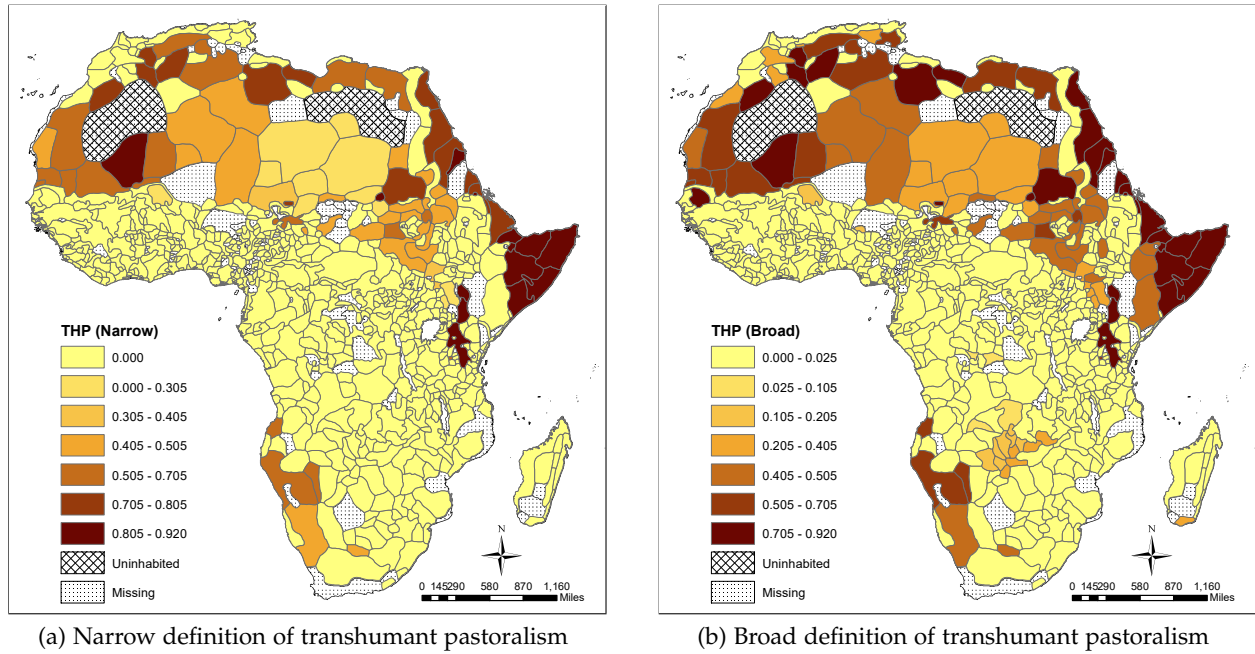 THP (Narrow)
0.000
0.000 - 0.305
0.305 - 0.405
0.405 - 0.505
0.505 - 0.705
0.705 - 0.805
0.805 - 0.920
Uninhabited
Missing
N
0 145290 580 870 1,160
Miles
(a) Narrow definition of transhumant pastoralism
THP (Broad)
0.000 - 0.025
0.025 - 0.105
0.105 - 0.205
0.205 - 0.405
0.405 - 0.505
0.505 - 0.705
0.705 - 0.920
Uninhabited
Missing
N
0 145290 580 870 1,160
Miles
(b) Broad definition of transhumant pastoralism